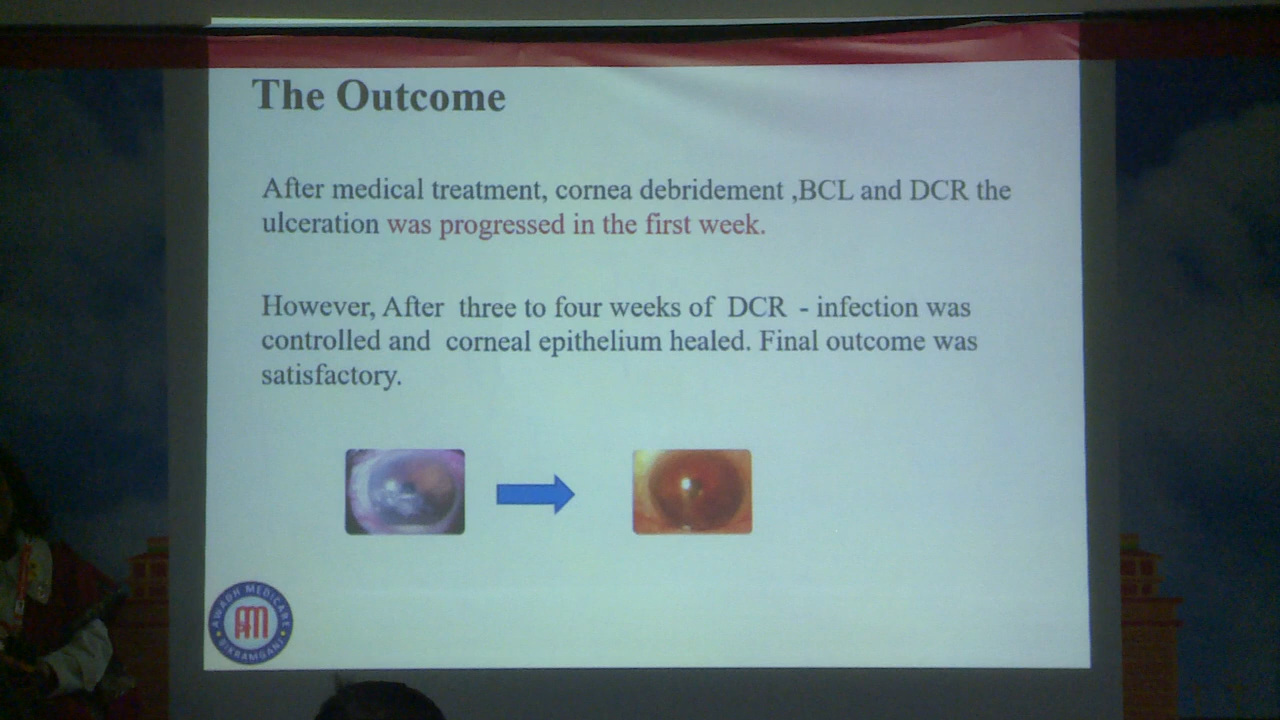 The Outcome
After medical treatment, cornea debridement ,BCL and DCR the
ulceration was progressed in the first week.
However, After three to four weeks of DCR - infection was
controlled and corneal epithelium healed. Final outcome was
satisfactory.
AWADH MEDICARE
BIKRAMGANJ